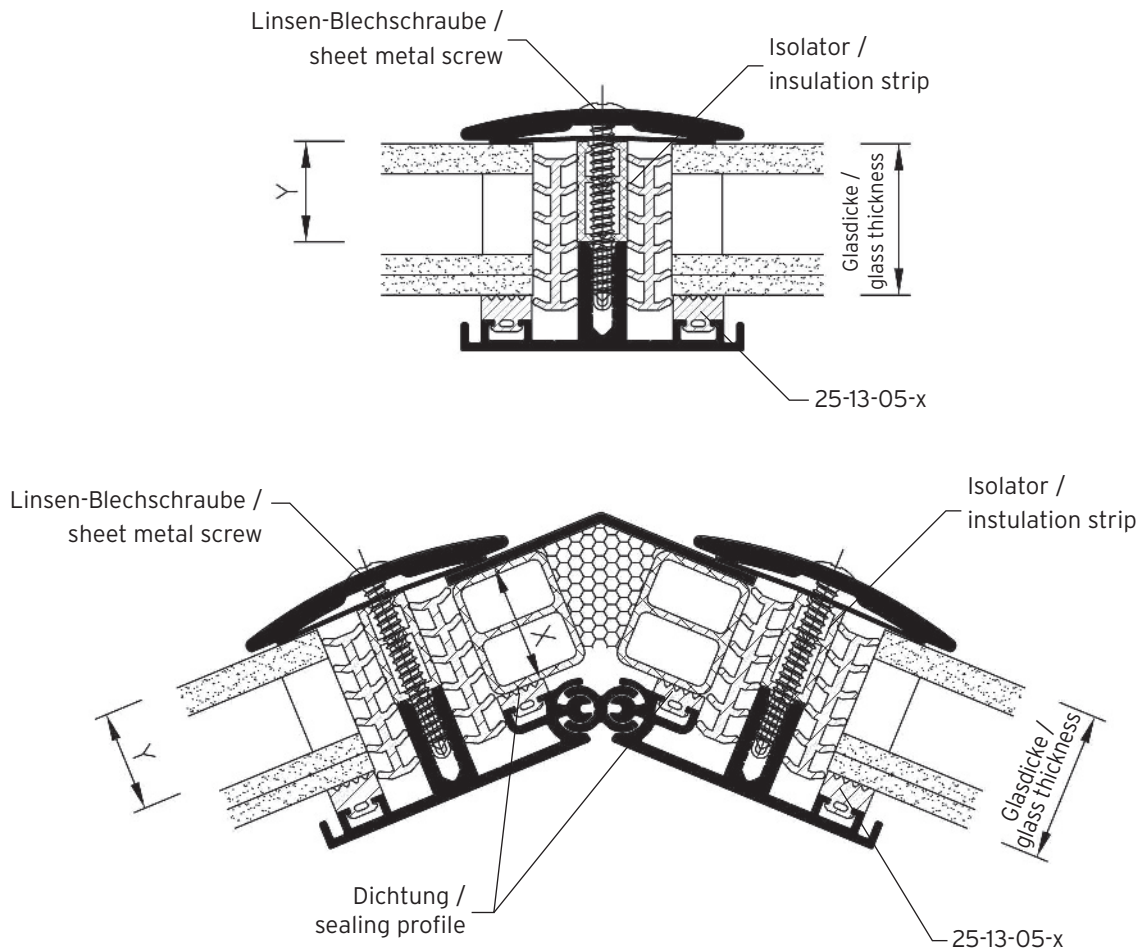 Linsen-Blechschraube /
sheet metal screw
Isolator /
insulation strip
Y
Glasdicke /
glass thickness
25-13-05-x
Linsen-Blechschraube /
sheet metal screw
Isolator /
instulation strip
X
Y
Glasdicke /
glass thickness
Dichtung /
sealing profile
25-13-05-x